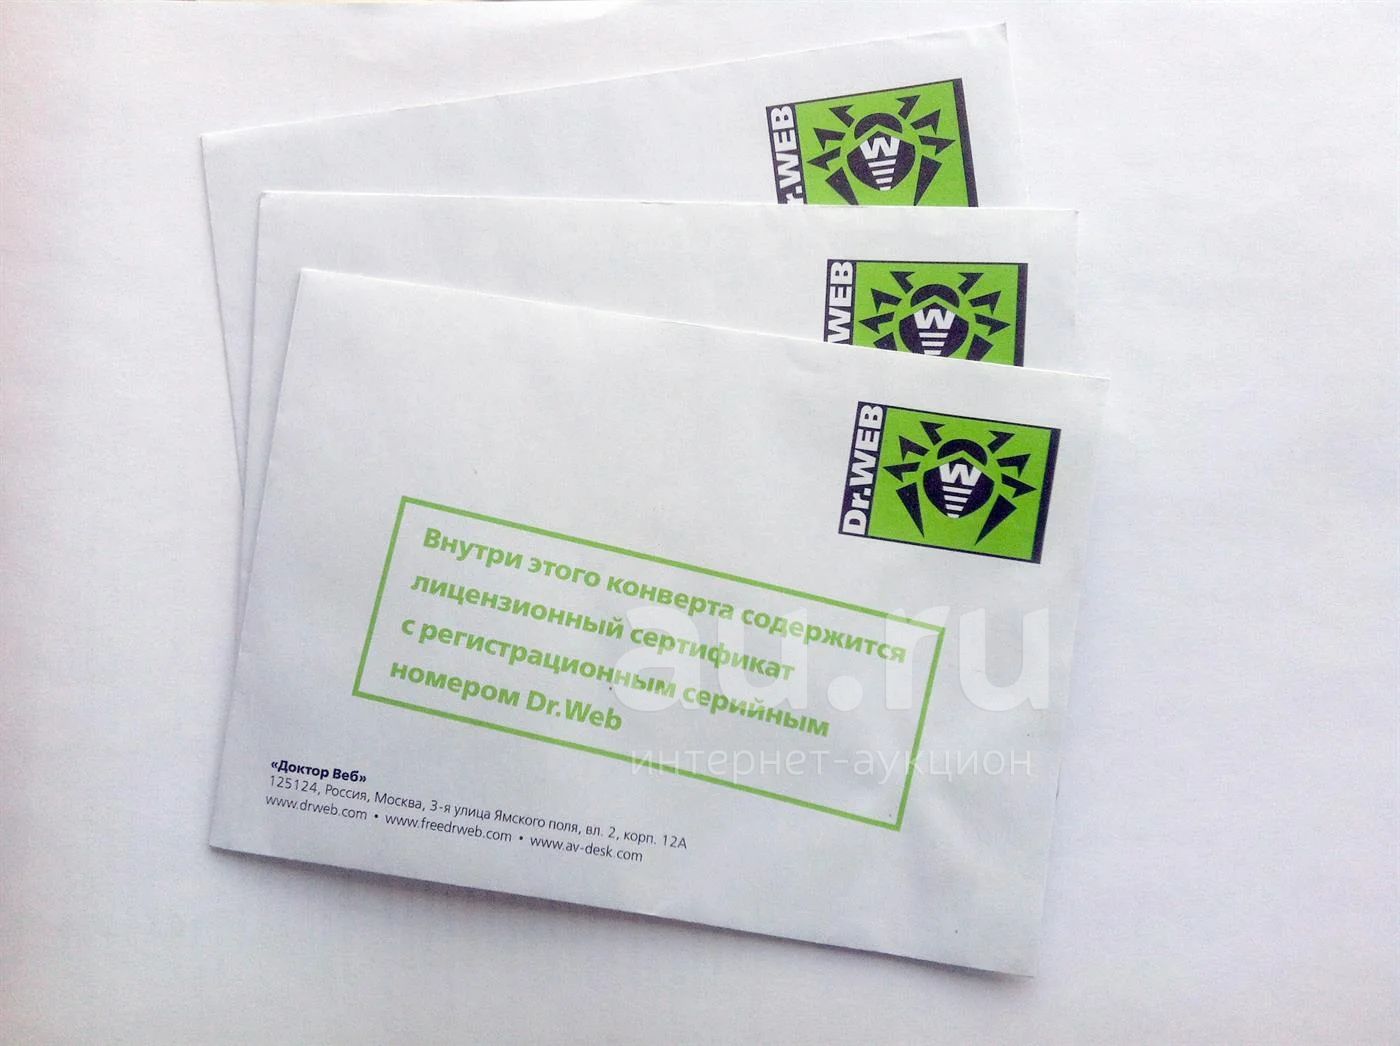 Dr.WEB
WEB
Dr.WEB
Внутри этого конверта содержится
лицензионный сертификат
с регистрационным серийным
номером Dr.Web
au.ru
интернет-аукцион
«Доктор Веб»
125124, Россия, Москва, 3-я улица Ямского поля, вл. 2, корп. 12А
www.drweb.com • www.freedrweb.com • www.av-desk.com